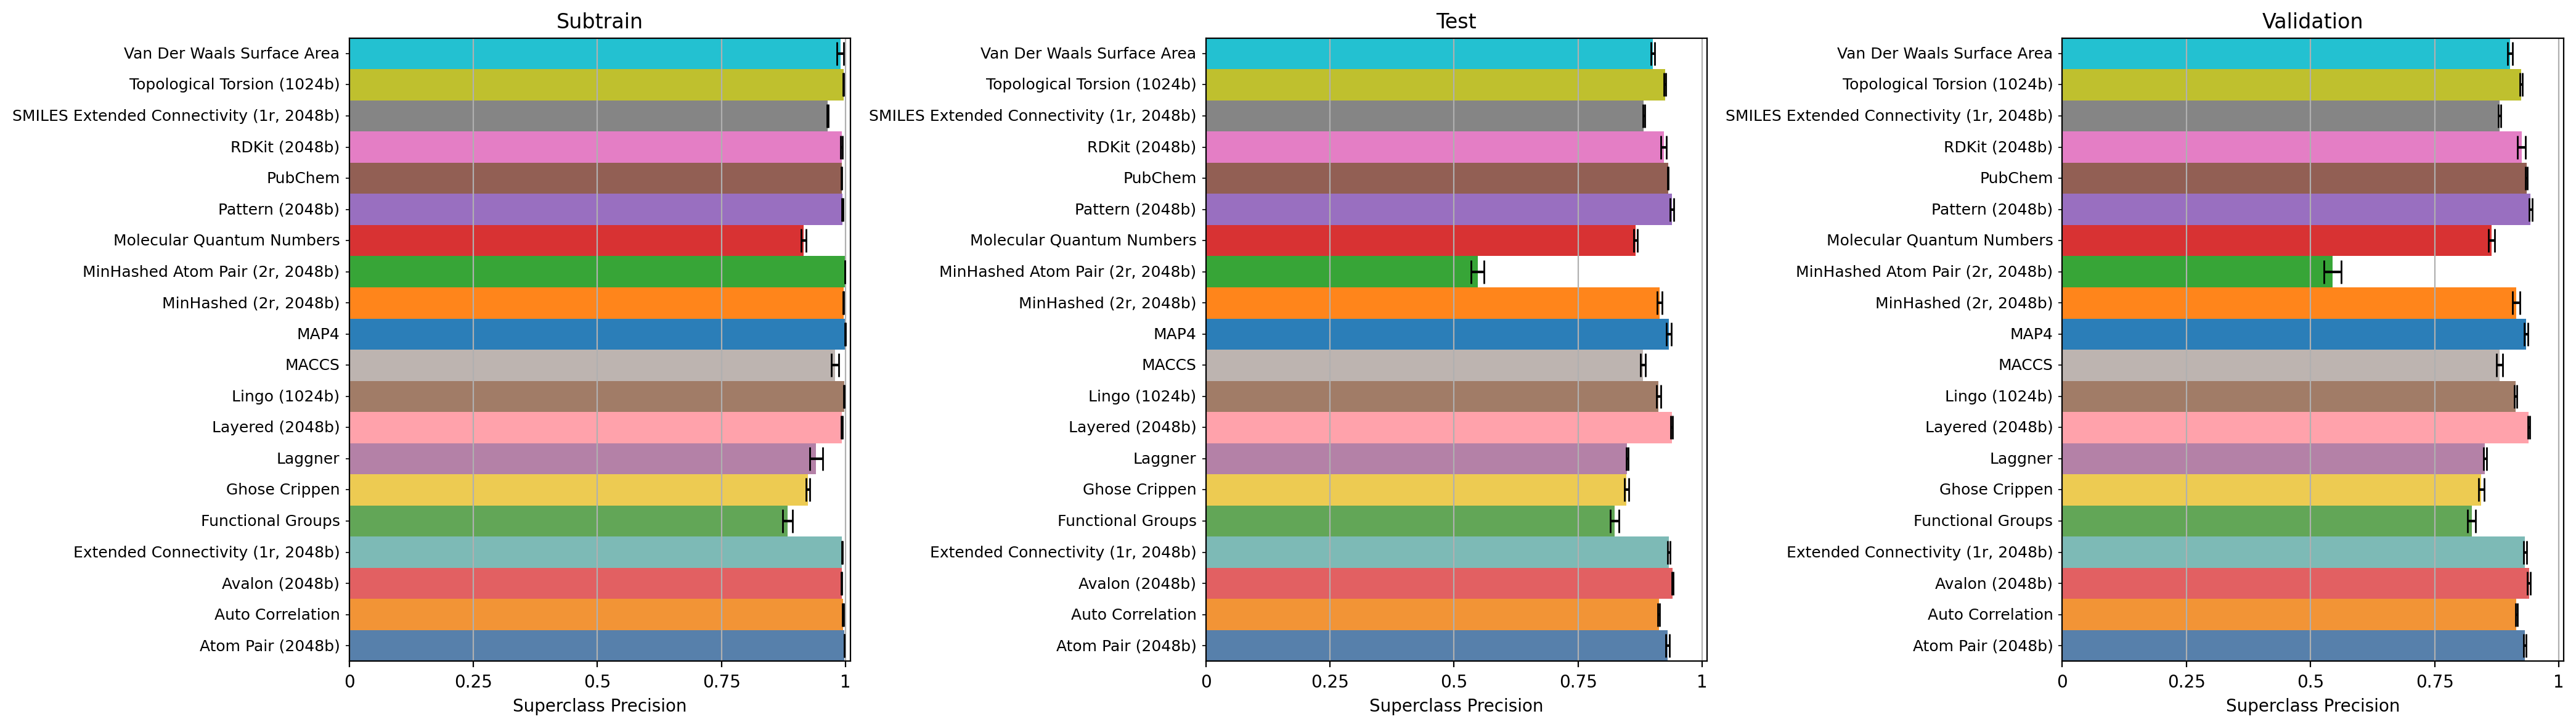 Subtrain
Van Der Waals Surface Area
Topological Torsion (1024b)
SMILES Extended Connectivity (1r, 2048b)
RDKit (2048b)
PubChem
Pattern (2048b)
Molecular Quantum Numbers
MinHashed Atom Pair (2r, 2048b)
MinHashed (2r, 2048b)
MAP4
MACCS
Lingo (1024b)
Layered (2048b)
Laggner
Ghose Crippen
Functional Groups
Extended Connectivity (1r, 2048b)
Avalon (2048b)
Auto Correlation
Atom Pair (2048b)
0 0.25 0.5 0.75 1
Superclass Precision
Test
Van Der Waals Surface Area
Topological Torsion (1024b)
SMILES Extended Connectivity (1r, 2048b)
RDKit (2048b)
PubChem
Pattern (2048b)
Molecular Quantum Numbers
MinHashed Atom Pair (2r, 2048b)
MinHashed (2r, 2048b)
MAP4
MACCS
Lingo (1024b)
Layered (2048b)
Laggner
Ghose Crippen
Functional Groups
Extended Connectivity (1r, 2048b)
Avalon (2048b)
Auto Correlation
Atom Pair (2048b)
0 0.25 0.5 0.75 1
Superclass Precision
Validation
Van Der Waals Surface Area
Topological Torsion (1024b)
SMILES Extended Connectivity (1r, 2048b)
RDKit (2048b)
PubChem
Pattern (2048b)
Molecular Quantum Numbers
MinHashed Atom Pair (2r, 2048b)
MinHashed (2r, 2048b)
MAP4
MACCS
Lingo (1024b)
Layered (2048b)
Laggner
Ghose Crippen
Functional Groups
Extended Connectivity (1r, 2048b)
Avalon (2048b)
Auto Correlation
Atom Pair (2048b)
0 0.25 0.5 0.75 1
Superclass Precision